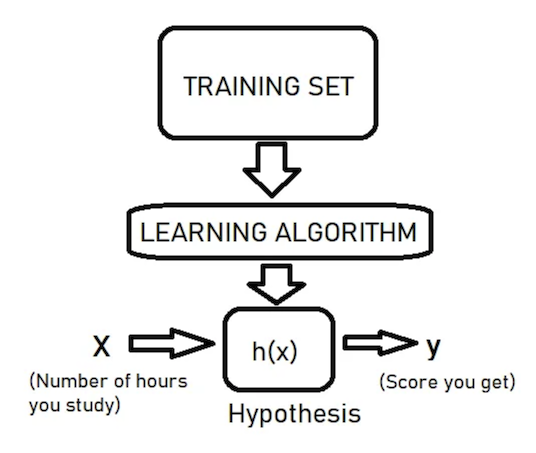 TRAINING SET
LEARNING ALGORITHM
X
h(x)
y
(Number of hours
you study)
(Score you get)
Hypothesis